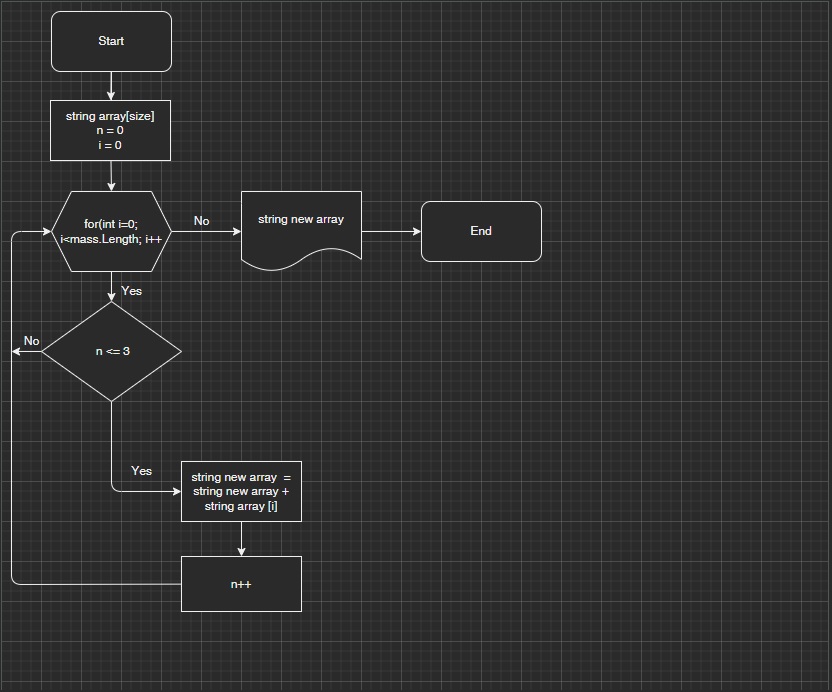 Start
string array[size]
n = 0
i = 0
for(int i=0;
i<mass.Length; i++
No
string new array
End
Yes
No
n <= 3
Yes
string new array =
string new array +
string array [i]
n++